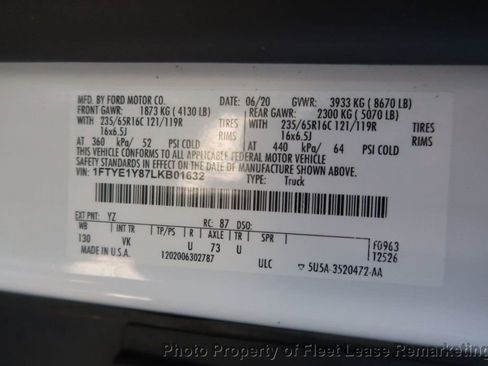 MFD. BY FORD MOTOR CO.
DATE: 06/20 GVWR: 3933 KG ( 8670 LB)
FRONT GAWR: 1873 KG ( 4130 LB)
REAR GAWR: 2300 KG ( 5070 LB)
WITH 235/65R16C 121/119R TIRES
WITH 235/65R16C 121/119R TIRES
16x6.5J RIMS
16x6.5J RIMS
AT 360 kPa/ 52 PSI COLD
AT 440 kPa/ 64 PSI COLD
THIS VEHICLE CONFORMS TO ALL APPLICABLE FEDERAL MOTOR VEHICLE
SAFETY AND THEFT PREVENTION STANDARDS IN EFFECT ON THE DATE OF MANUFACTURE SHOWN ABOVE.
VIN: 1FTYE1Y87LKB01632
TYPE: Truck
EXT PNT: YZ RC: 87 DSO:
WB INT TR TP/PS R AXLE TR SPR
130 VK U 73 U
F0963
T2526
MADE IN U.S.A. 1202006302787 ULC ▽ 5U5A-3520472-AA
Photo Property of Fleet Lease Remarketing